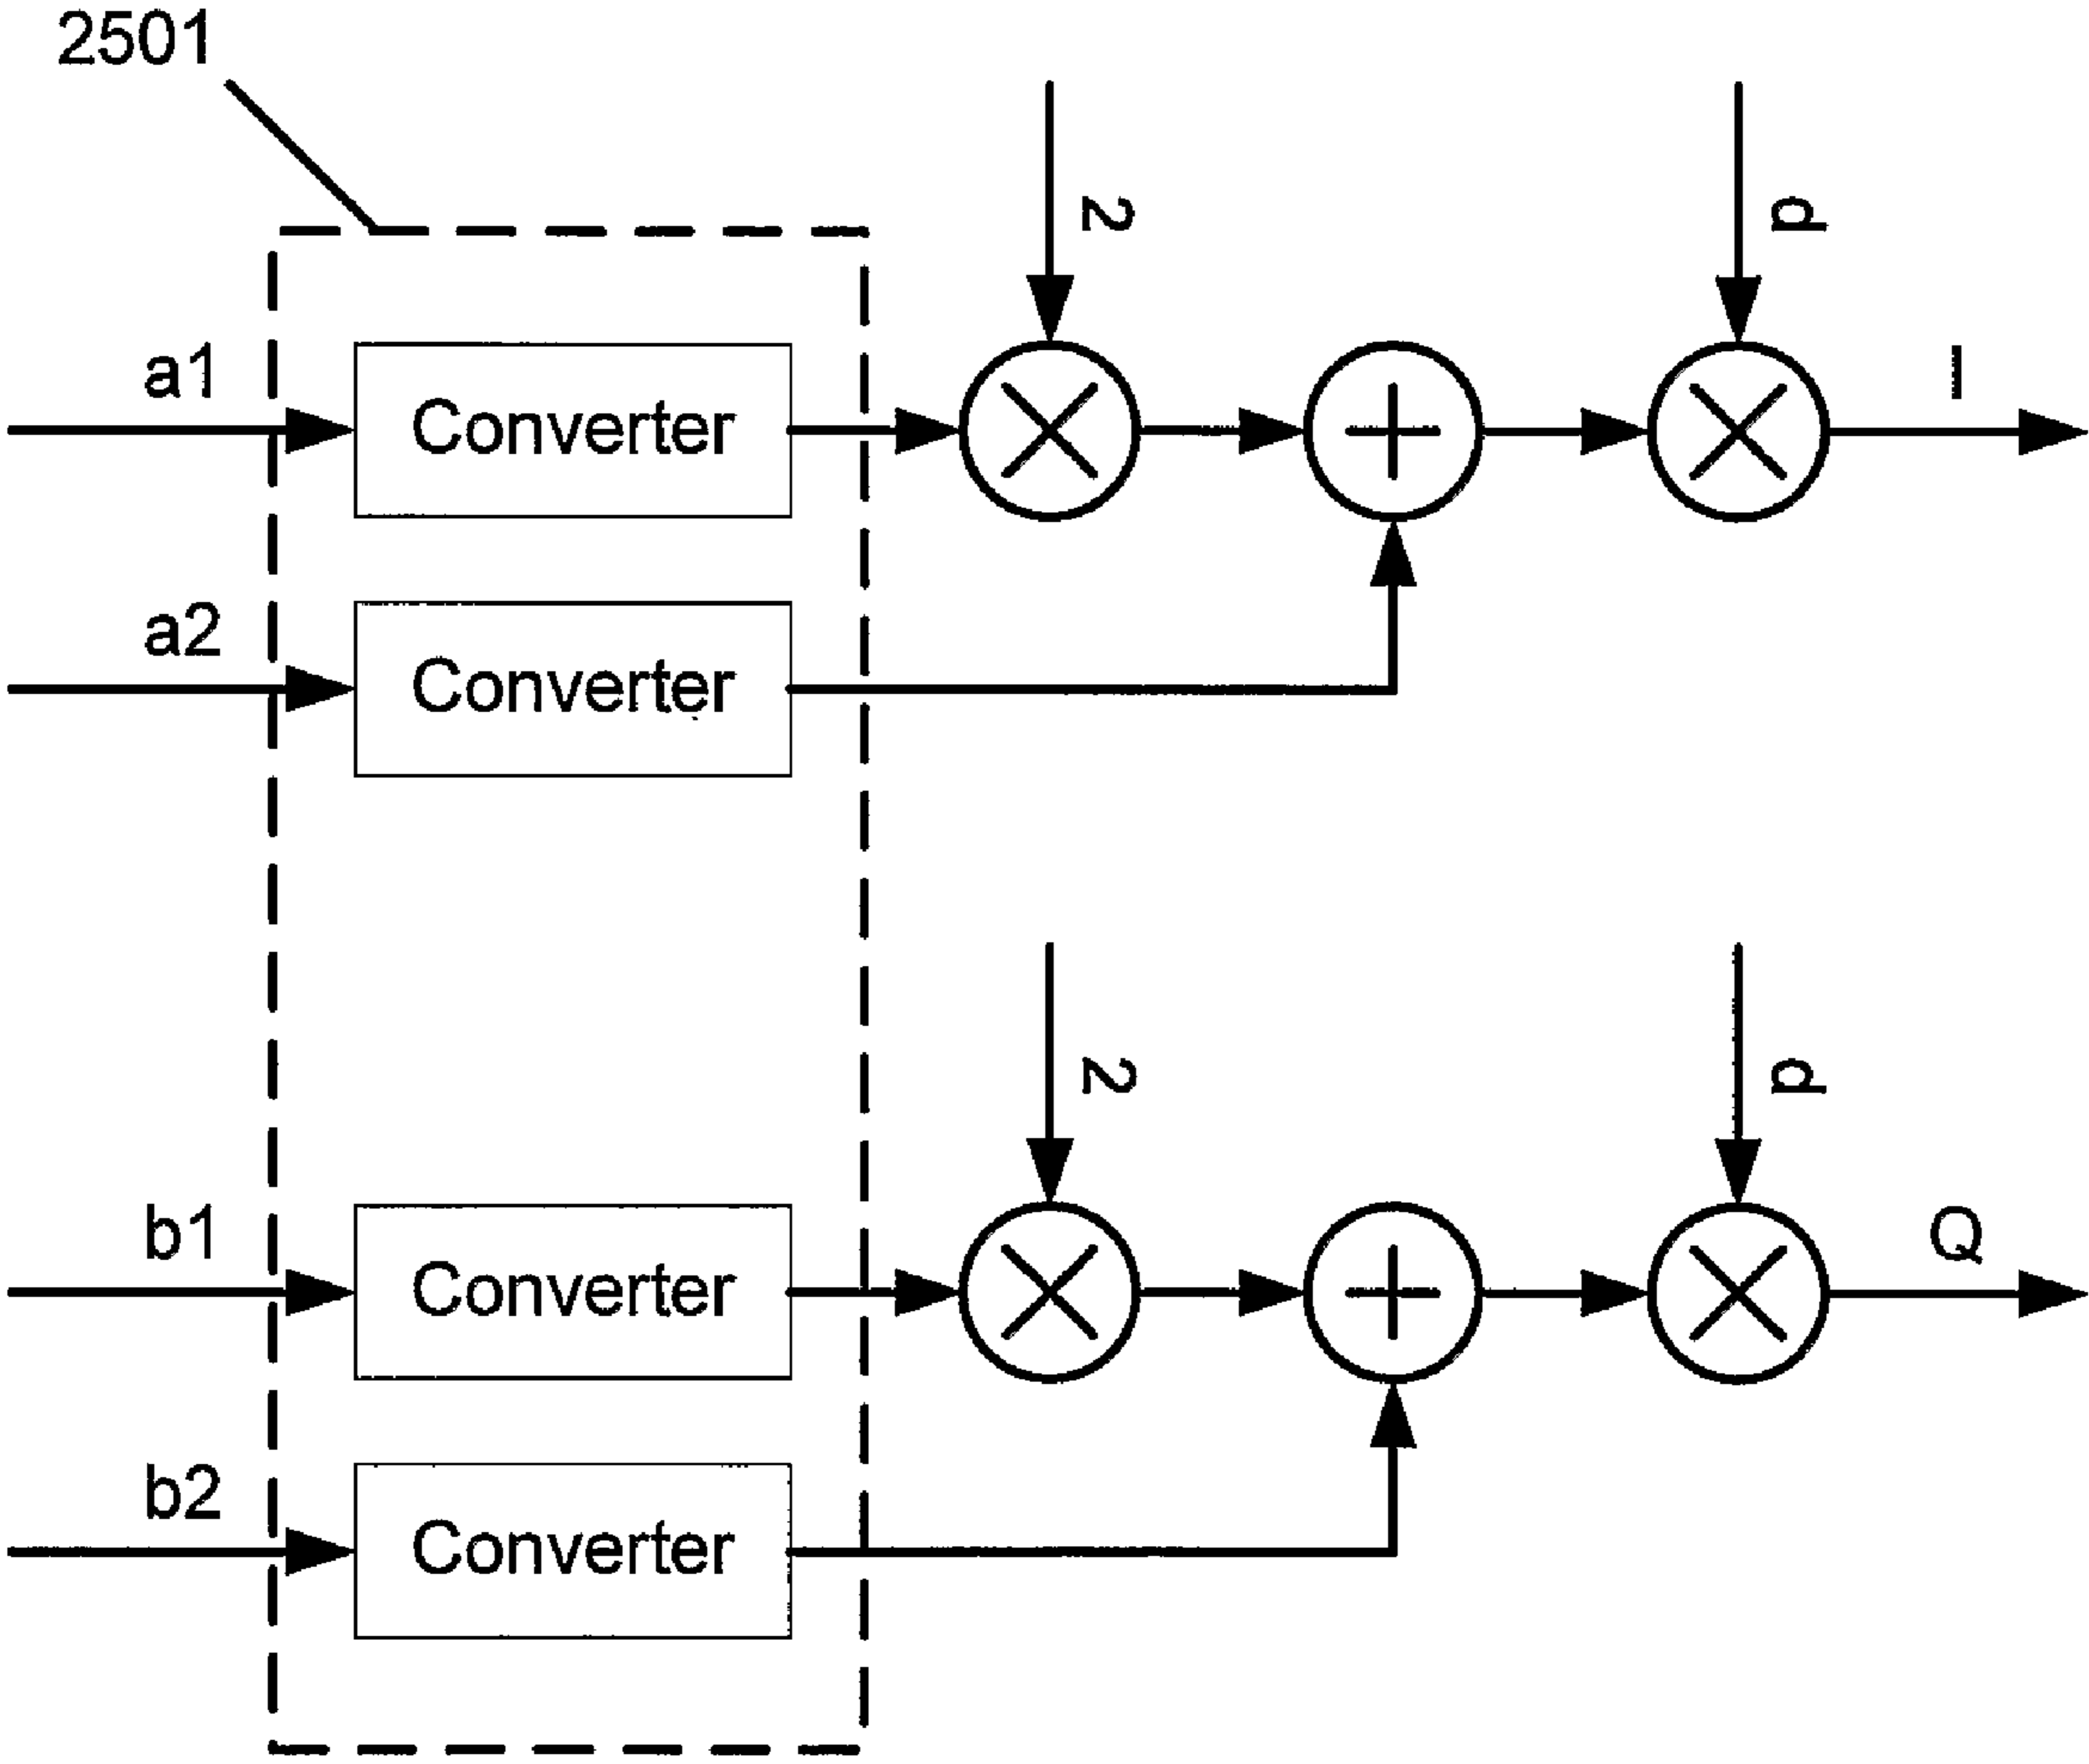 2501
2
d
a1
Converter
I
a2
Converter
2
d
b1
Converter
Q
b2
Converter